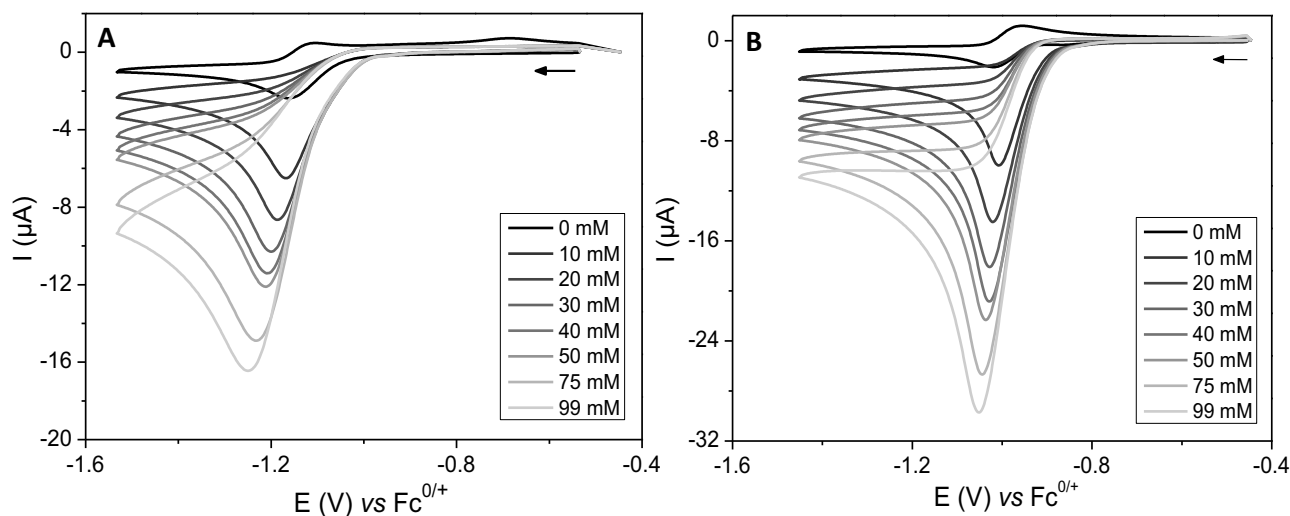 A
0
-4
-8
-12
-16
-20
I (µA)
0 mM
10 mM
20 mM
30 mM
40 mM
50 mM
75 mM
99 mM
-1.6
-1.2
-0.8
-0.4
E (V) vs Fc0/+
B
0
-8
-16
-24
-32
I (µA)
0 mM
10 mM
20 mM
30 mM
40 mM
50 mM
75 mM
99 mM
-1.6
-1.2
-0.8
-0.4
E (V) vs Fc0/+